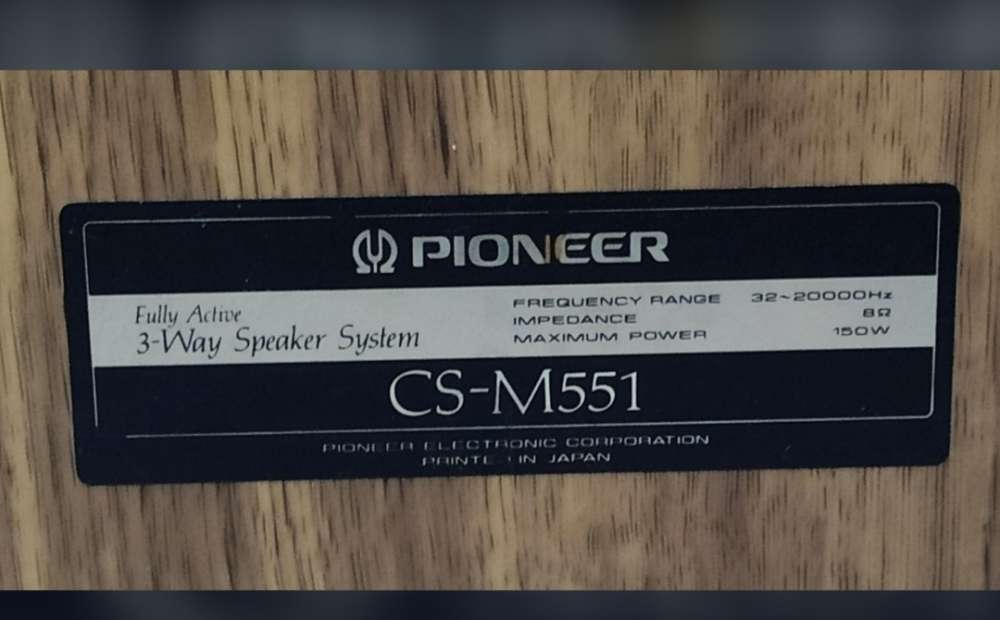 PIONEER
Fully Active
3-Way Speaker System
FREQUENCY RANGE 32~20000Hz
IMPEDANCE 8Ω
MAXIMUM POWER 150W
CS-M551
PIONEER ELECTRONIC CORPORATION
PRINTED IN JAPAN